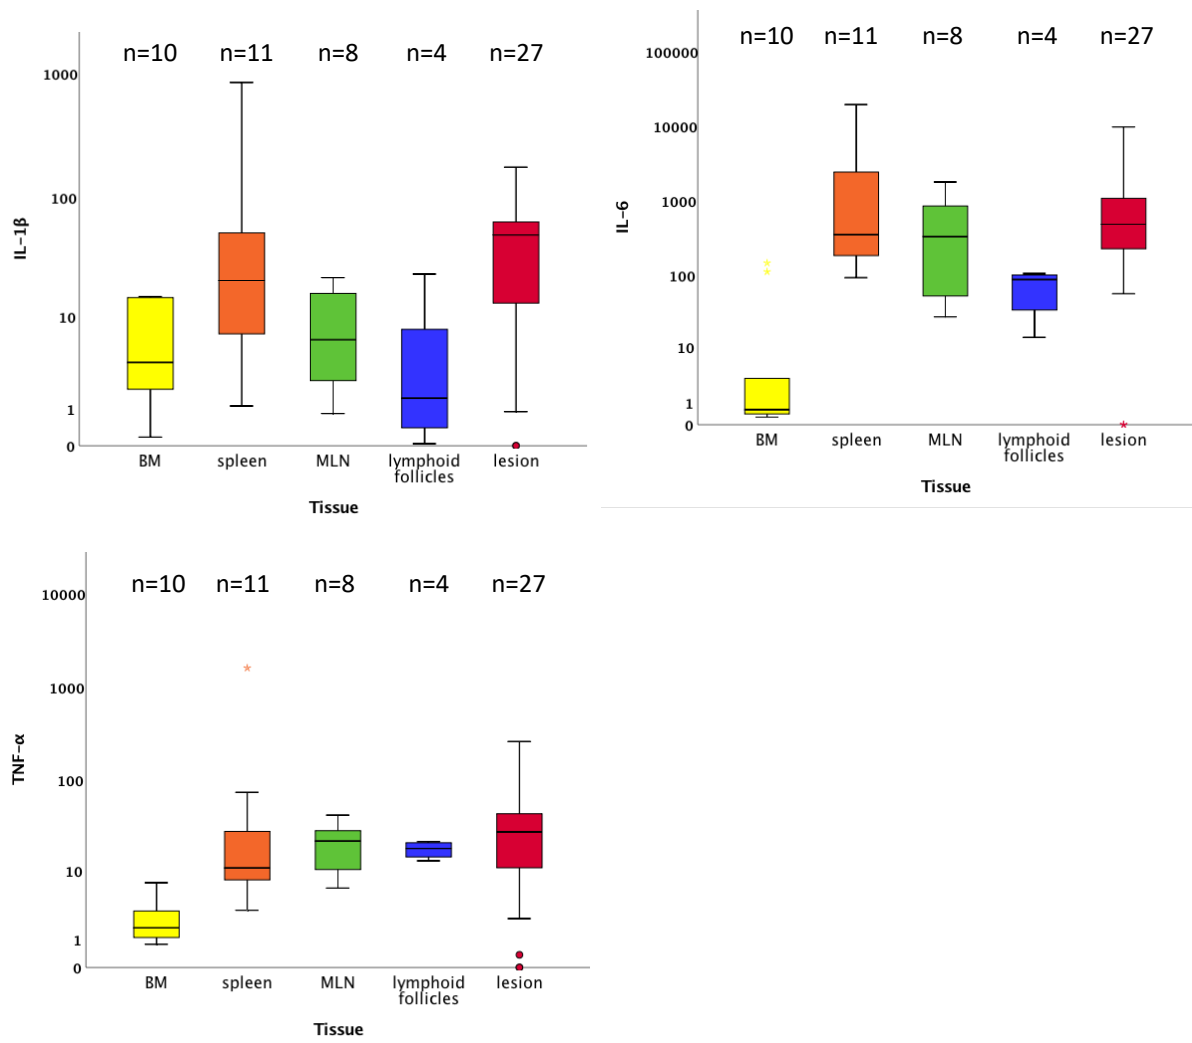 n=10 n=11 n=8 n=4 n=27
1000
100
10
1
0
IL-1β
BM spleen MLN lymphoid follicles lesion
Tissue
n=10 n=11 n=8 n=4 n=27
100000
10000
1000
100
10
1
0
IL-6
BM spleen MLN lymphoid follicles lesion
Tissue
n=10 n=11 n=8 n=4 n=27
10000
1000
100
10
1
0
TNF-α
BM spleen MLN lymphoid follicles lesion
Tissue